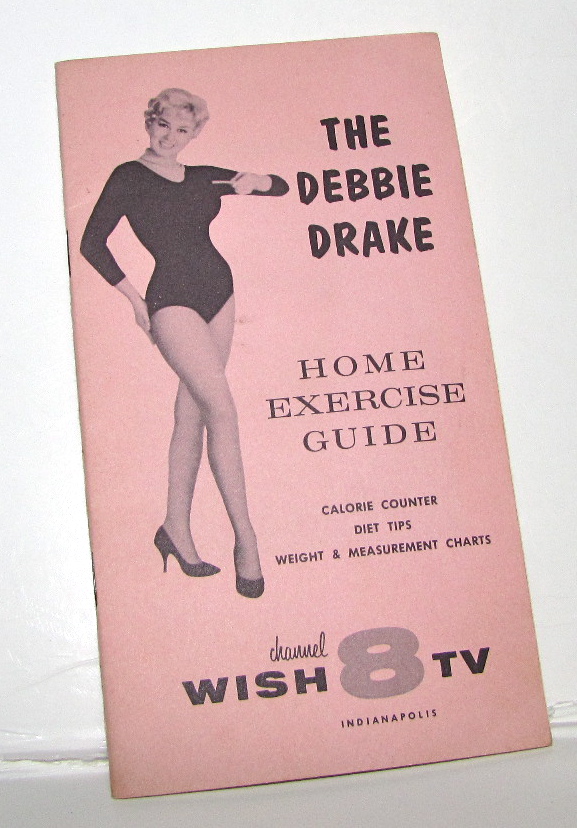 THE
DEBBIE
DRAKE
HOME
EXERCISE
GUIDE
CALORIE COUNTER
DIET TIPS
WEIGHT & MEASUREMENT CHARTS
channel
WISH 8 TV
INDIANAPOLIS